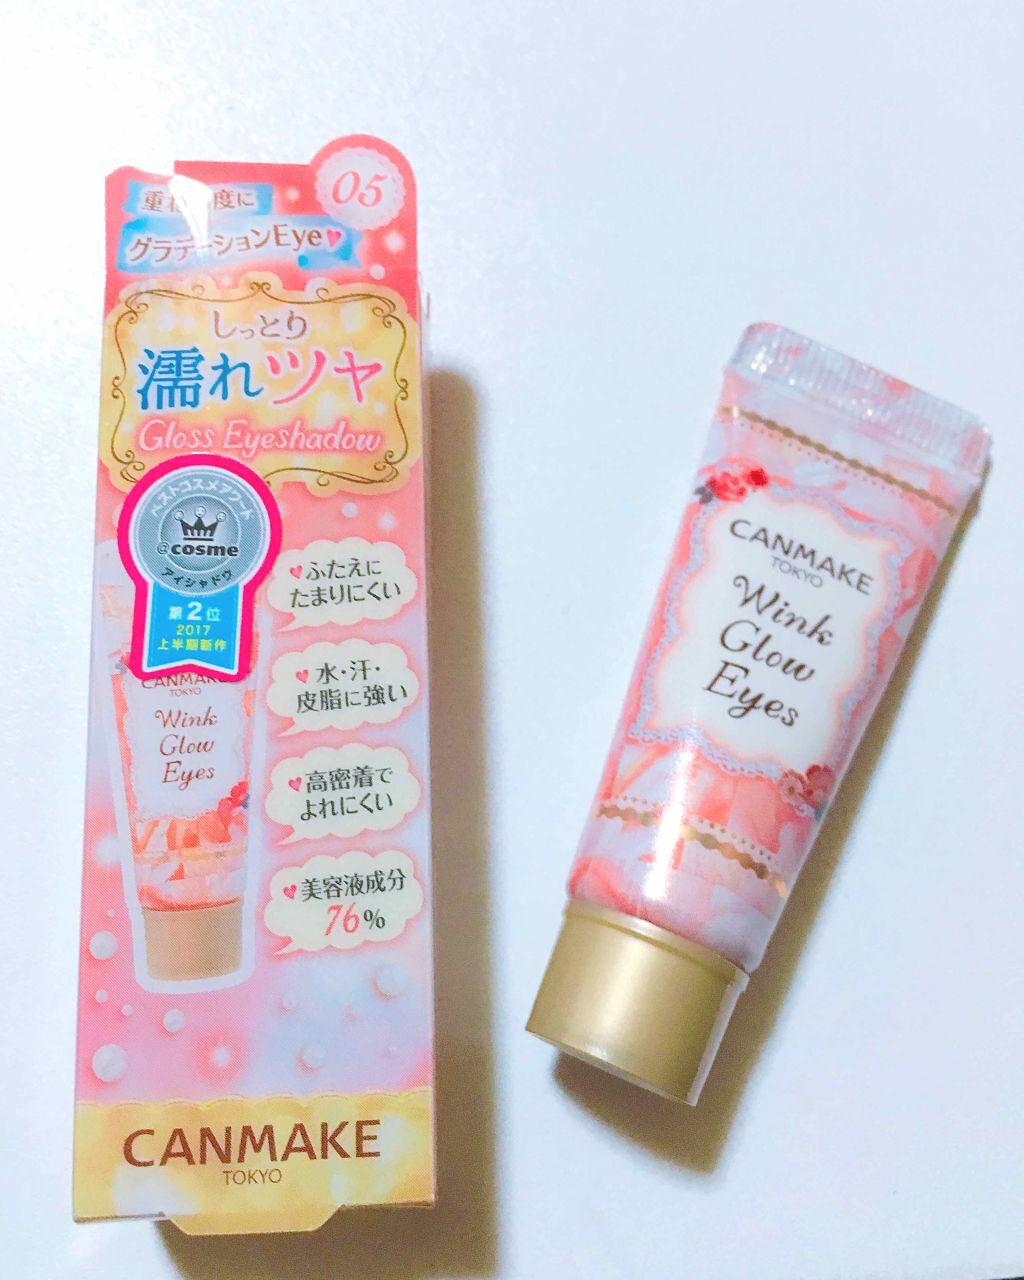 05
重ね 度に
グラデーションEye
しっとり
濡れツヤ
Gloss Eyeshadow
ベストコスメアワード
@cosme
アイシャドウ
第2位
2017
上半期新作
ふたえに
たまりにくい
水・汗・
皮脂に強い
高密着で
よれにくい
美容液成分
76%
CANMAKE
TOKYO
Wink
Glow
Eyes
CANMAKE
TOKYO
CANMAKE
TOKYO
Wink
Glow
Eyes